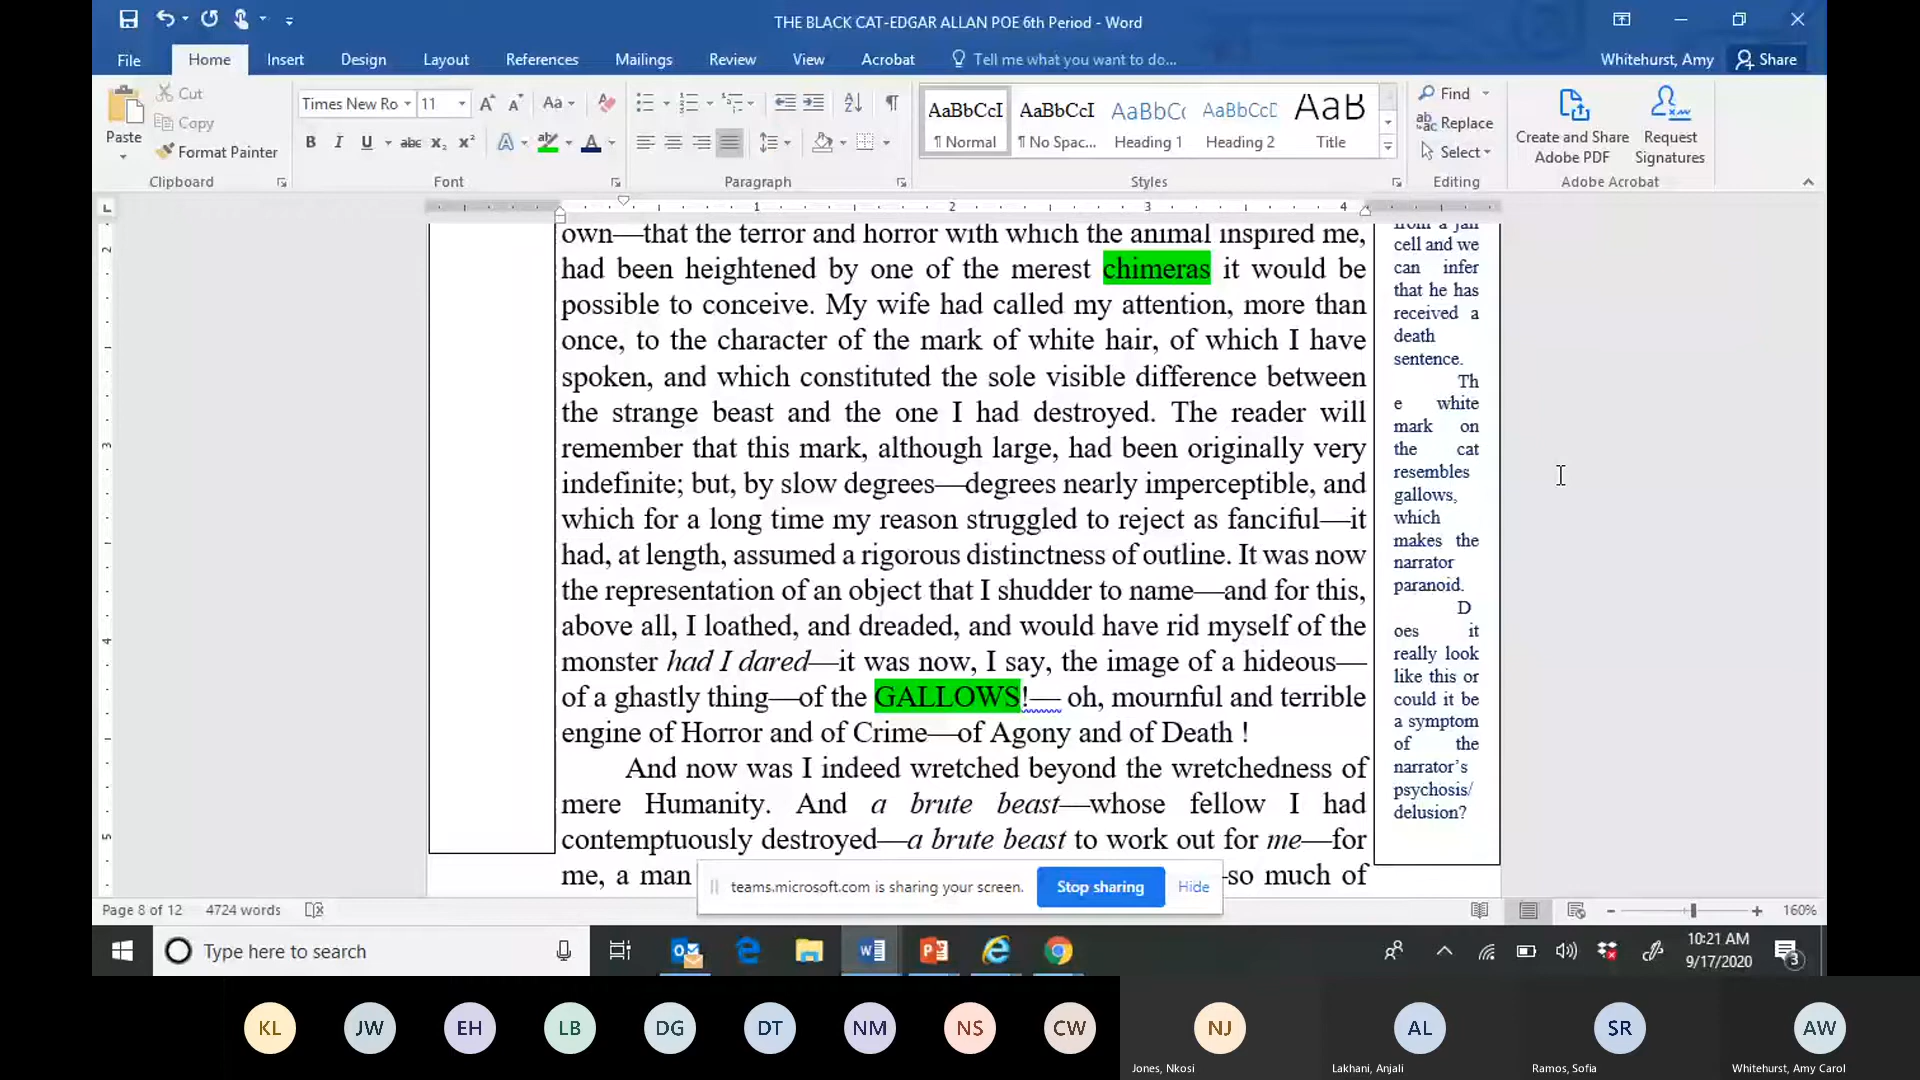 THE BLACK CAT-EDGAR ALLAN POE 6th Period - Word
File Home Insert Design Layout References Mailings Review View Acrobat Tell me what you want to do... Whitehurst, Amy Share
Paste
Cut
Copy
Format Painter
Clipboard
Times New Ro 11
Font
Paragraph
AaBbCcI AaBbCcI AaBbCc AaBbCcD AaB
¶ Normal ¶ No Spac... Heading 1 Heading 2 Title
Styles
Find
Replace
Select
Editing
Create and Share Request
Adobe PDF Signatures
Adobe Acrobat
1 2 3 4
2
3
4
5
own—that the terror and horror with which the animal inspired me,
had been heightened by one of the merest chimeras it would be
possible to conceive. My wife had called my attention, more than
once, to the character of the mark of white hair, of which I have
spoken, and which constituted the sole visible difference between
the strange beast and the one I had destroyed. The reader will
remember that this mark, although large, had been originally very
indefinite; but, by slow degrees—degrees nearly imperceptible, and
which for a long time my reason struggled to reject as fanciful—it
had, at length, assumed a rigorous distinctness of outline. It was now
the representation of an object that I shudder to name—and for this,
above all, I loathed, and dreaded, and would have rid myself of the
monster had I dared—it was now, I say, the image of a hideous—
of a ghastly thing—of the GALLOWS!— oh, mournful and terrible
engine of Horror and of Crime—of Agony and of Death !
And now was I indeed wretched beyond the wretchedness of
mere Humanity. And a brute beast—whose fellow I had
contemptuously destroyed—a brute beast to work out for me—for
me, a man
-so much of
from a jail
cell and we
can infer
that he has
received a
death
sentence.
Th
e white
mark on
the cat
resembles
gallows,
which
makes the
narrator
paranoid.
D
oes it
really look
like this or
could it be
a symptom
of the
narrator's
psychosis/
delusion?
teams.microsoft.com is sharing your screen. Stop sharing Hide
Page 8 of 12 4724 words 160%
Type here to search
10:21 AM
9/17/2020
3
KL JW EH LB DG DT NM NS CW NJ AL SR AW
Jones, Nkosi Lakhani, Anjali Ramos, Sofia Whitehurst, Amy Carol